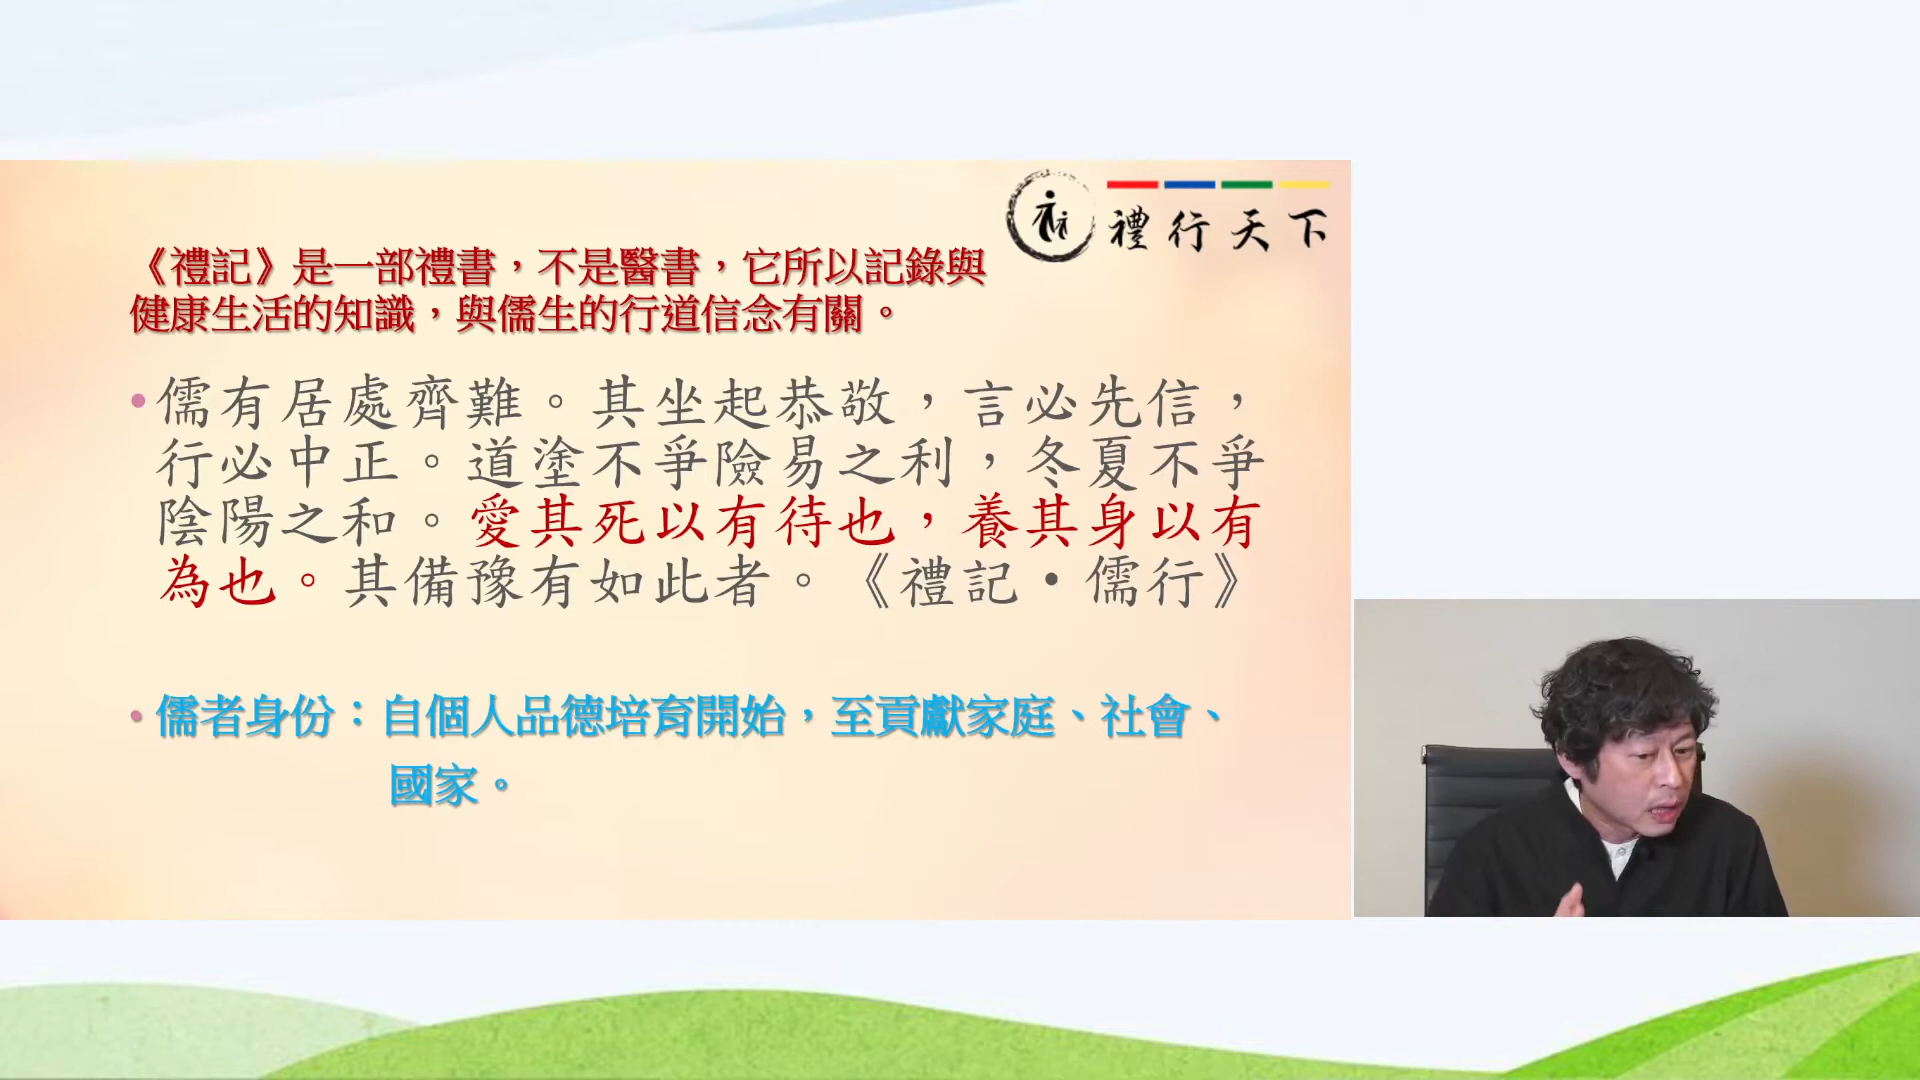 禮行天下
《禮記》是一部禮書，不是醫書，它所以記錄與
健康生活的知識，與儒生的行道信念有關。
•儒有居處齊難。其坐起恭敬，言必先信，
行必中正。道塗不爭險易之利，冬夏不爭
陰陽之和。愛其死以有待也，養其身以有
為也。其備豫有如此者。《禮記·儒行》
•儒者身份：自個人品德培育開始，至貢獻家庭、社會、
國家。